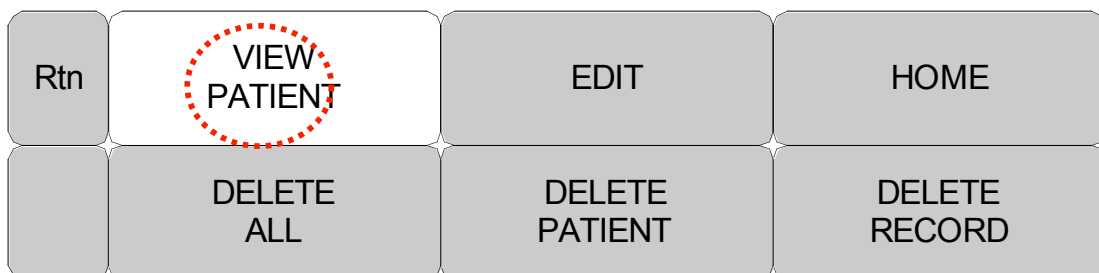 Rtn
VIEW
PATIENT
EDIT
HOME
DELETE
ALL
DELETE
PATIENT
DELETE
RECORD